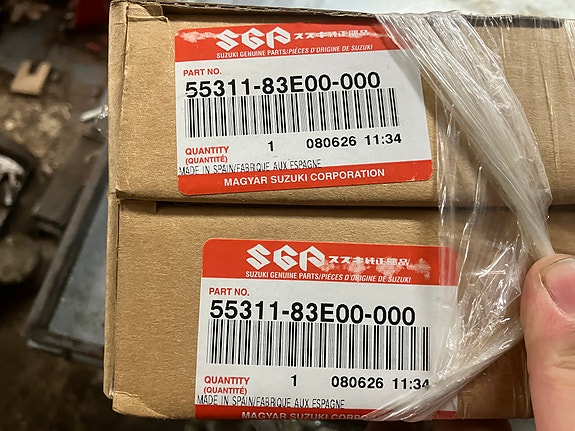 SGP スズキ純正部品
SUZUKI GENUINE PARTS/PIÈCES D'ORIGINE DE SUZUKI
PART NO.
55311-83E00-000
QUANTITY 1 080626 11:34
(QUANTITÉ)
MADE IN SPAIN/FABRIQUE AUX ESPAGNE
MAGYAR SUZUKI CORPORATION
SGP スズキ純正部品
SUZUKI GENUINE PARTS/PIÈCES D'ORIGINE DE SUZUKI
PART NO.
55311-83E00-000
QUANTITY 1 080626 11:34
(QUANTITÉ)
MADE IN SPAIN/FABRIQUE AUX ESPAGNE
MAGYAR SUZUKI CORPORATION